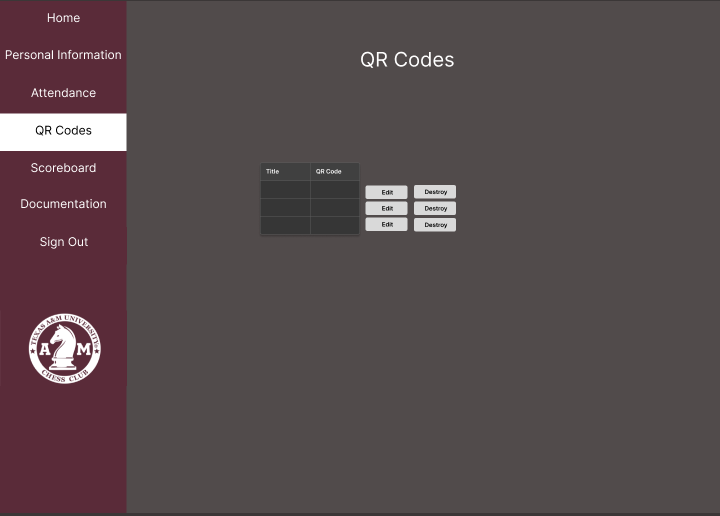 Home
Personal Information
Attendance
QR Codes
Scoreboard
Documentation
Sign Out
TEXAS A&M UNIVERSITY
A M
CHESS CLUB
QR Codes
Title QR Code
Edit Destroy
Edit Destroy
Edit Destroy